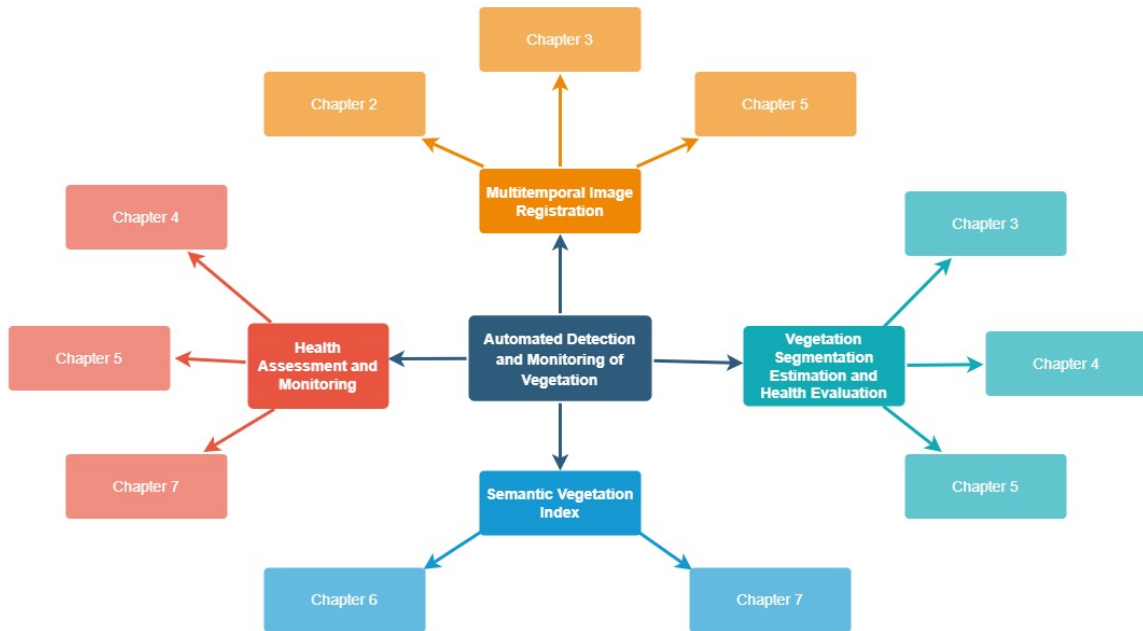 Chapter 3
Chapter 2
Chapter 5
Multitemporal Image
Registration
Chapter 4
Chapter 5
Chapter 7
Health
Assessment and
Monitoring
Automated Detection
and Monitoring of
Vegetation
Vegetation
Segmentation
Estimation and
Health Evaluation
Chapter 3
Chapter 4
Chapter 5
Semantic Vegetation
Index
Chapter 6
Chapter 7